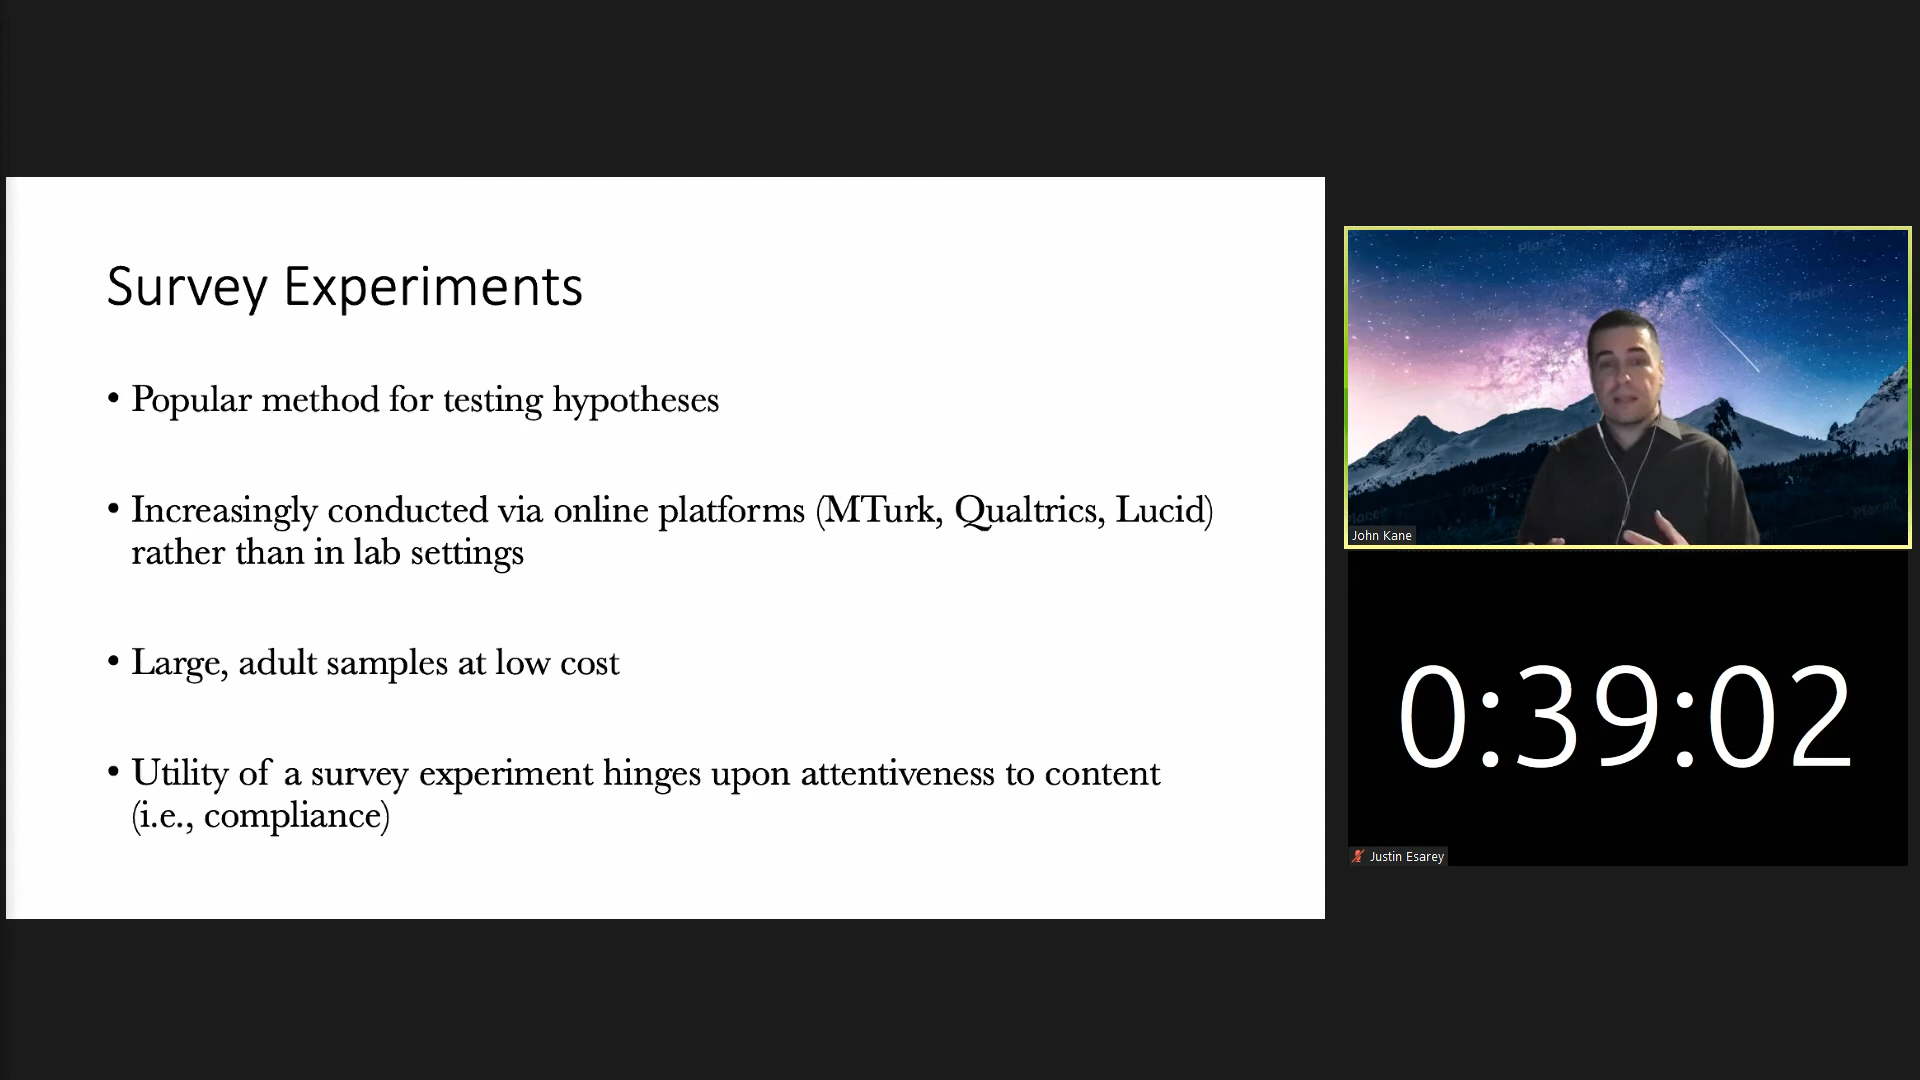 Survey Experiments
• Popular method for testing hypotheses
• Increasingly conducted via online platforms (MTurk, Qualtrics, Lucid)
rather than in lab settings
• Large, adult samples at low cost
• Utility of a survey experiment hinges upon attentiveness to content
(i.e., compliance)
John Kane
0:39:02
Justin Esarey